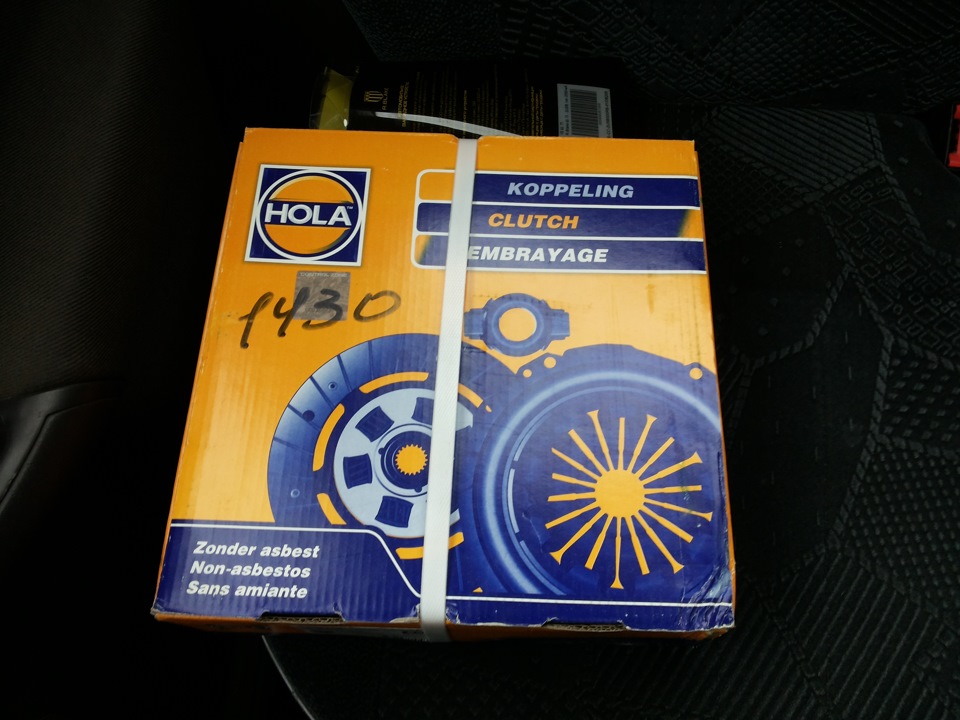 HOLA
KOPPELING
CLUTCH
EMBRAYAGE
1430
Zonder asbest
Non-asbestos
Sans amiante